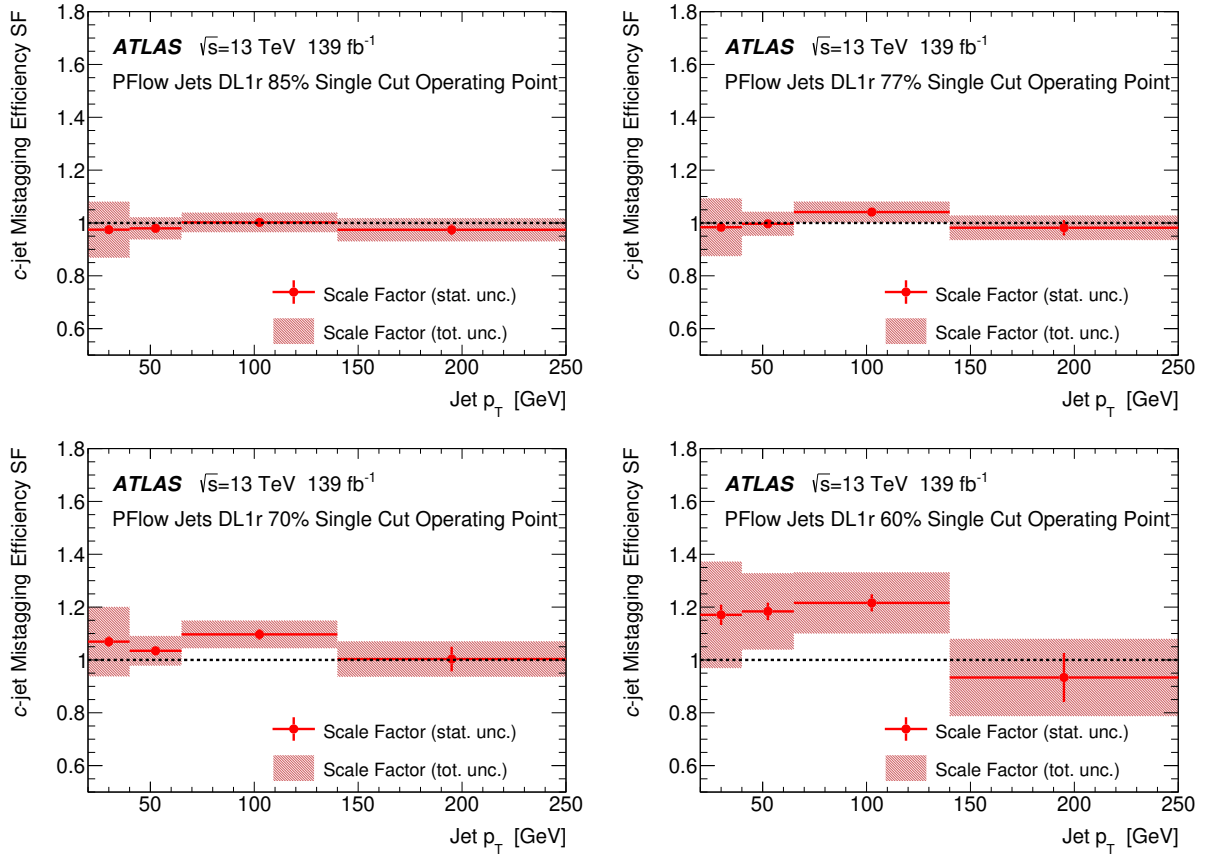 c-jet Mistagging Efficiency SF
1.8
1.6
1.4
1.2
1
0.8
0.6
ATLAS √s=13 TeV 139 fb⁻¹
PFlow Jets DL1r 85% Single Cut Operating Point
Scale Factor (stat. unc.)
Scale Factor (tot. unc.)
50 100 150 200 250
Jet p_T [GeV]
c-jet Mistagging Efficiency SF
1.8
1.6
1.4
1.2
1
0.8
0.6
ATLAS √s=13 TeV 139 fb⁻¹
PFlow Jets DL1r 77% Single Cut Operating Point
Scale Factor (stat. unc.)
Scale Factor (tot. unc.)
50 100 150 200 250
Jet p_T [GeV]
c-jet Mistagging Efficiency SF
1.8
1.6
1.4
1.2
1
0.8
0.6
ATLAS √s=13 TeV 139 fb⁻¹
PFlow Jets DL1r 70% Single Cut Operating Point
Scale Factor (stat. unc.)
Scale Factor (tot. unc.)
50 100 150 200 250
Jet p_T [GeV]
c-jet Mistagging Efficiency SF
1.8
1.6
1.4
1.2
1
0.8
0.6
ATLAS √s=13 TeV 139 fb⁻¹
PFlow Jets DL1r 60% Single Cut Operating Point
Scale Factor (stat. unc.)
Scale Factor (tot. unc.)
50 100 150 200 250
Jet p_T [GeV]